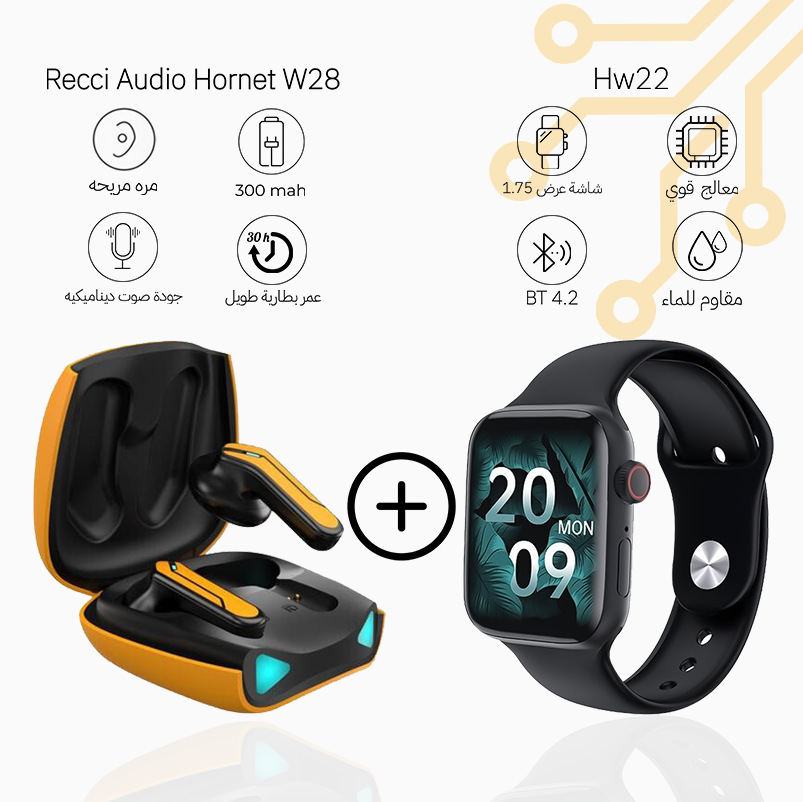 Recci Audio Hornet W28
مره مريحه
300 mah
30 h
جودة صوت ديناميكيه
عمر بطارية طويل
Hw22
شاشة عرض 1.75
معالج قوي
BT 4.2
مقاوم للماء
20
MON
09